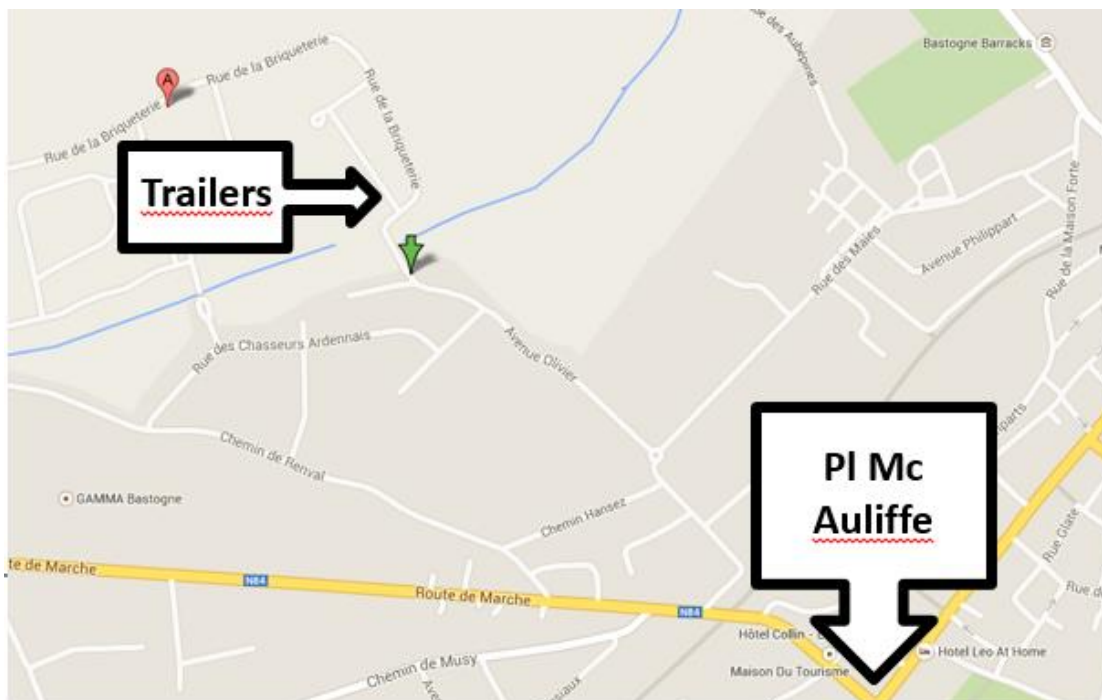 Rue des Aubépines
Bastogne Barracks
A
Rue de la Briqueterie
Rue de la Briqueterie
Rue de la Briqueterie
Trailers
Rue de la Maison Forte
Avenue Philippart
Rue des Maies
Rue des Chasseurs Ardennais
Avenue Olivier
Chemin de Renval
Pl Mc
Auliffe
GAMMA Bastogne
Chemin Hansez
Rue Glate
te de Marche
N84
Route de Marche
N84
Rue d
Hôtel Collin -
Hotel Leo At Home
Maison Du Tourisme
Chemin de Musy